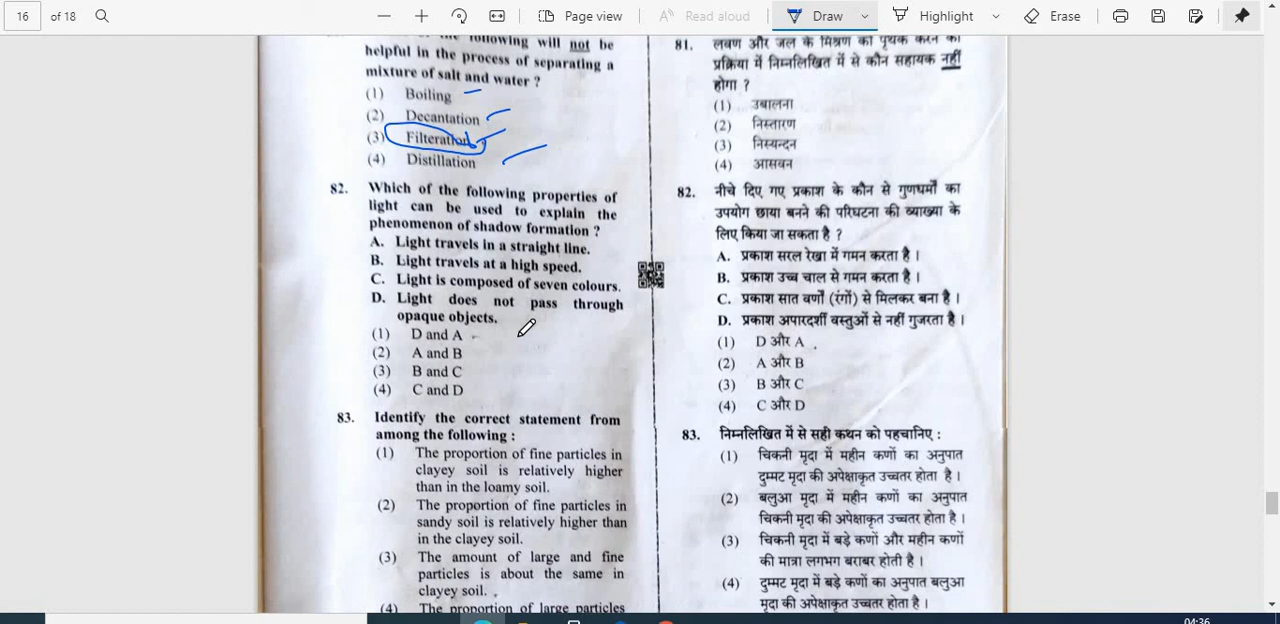 16 of 18
Page view
Read aloud
Draw
Highlight
Erase
following will not be
helpful in the process of separating a
mixture of salt and water ?
(1) Boiling
(2) Decantation
(3) Filteration
(4) Distillation
82. Which of the following properties of
light can be used to explain the
phenomenon of shadow formation ?
A. Light travels in a straight line.
B. Light travels at a high speed.
C. Light is composed of seven colours.
D. Light does not pass through
opaque objects.
(1) D and A
(2) A and B
(3) B and C
(4) C and D
83. Identify the correct statement from
among the following :
(1) The proportion of fine particles in
clayey soil is relatively higher
than in the loamy soil.
(2) The proportion of fine particles in
sandy soil is relatively higher than
in the clayey soil.
(3) The amount of large and fine
particles is about the same in
clayey soil.
(4) The proportion of large particles
81. लवण और जल के मिश्रण को पृथक करने की
प्रक्रिया में निम्नलिखित में से कौन सहायक नहीं
होगा ?
(1) उबालना
(2) निस्तारण
(3) निस्यन्दन
(4) आसवन
82. नीचे दिए गए प्रकाश के कौन से गुणधर्मों का
उपयोग छाया बनने की परिघटना की व्याख्या के
लिए किया जा सकता है ?
A. प्रकाश सरल रेखा में गमन करता है ।
B. प्रकाश उच्च चाल से गमन करता है ।
C. प्रकाश सात वर्णों (रंगों) से मिलकर बना है ।
D. प्रकाश अपारदर्शी वस्तुओं से नहीं गुजरता है ।
(1) D और A
(2) A और B
(3) B और C
(4) C और D
83. निम्नलिखित में से सही कथन को पहचानिए :
(1) चिकनी मृदा में महीन कणों का अनुपात
दुम्मट मृदा की अपेक्षाकृत उच्चतर होता है ।
(2) बलुआ मृदा में महीन कणों का अनुपात
चिकनी मृदा की अपेक्षाकृत उच्चतर होता है ।
(3) चिकनी मृदा में बड़े कणों और महीन कणों
की मात्रा लगभग बराबर होती है ।
(4) दुम्मट मृदा में बड़े कणों का अनुपात बलुआ
मृदा की अपेक्षाकृत उच्चतर होता है ।
04:36